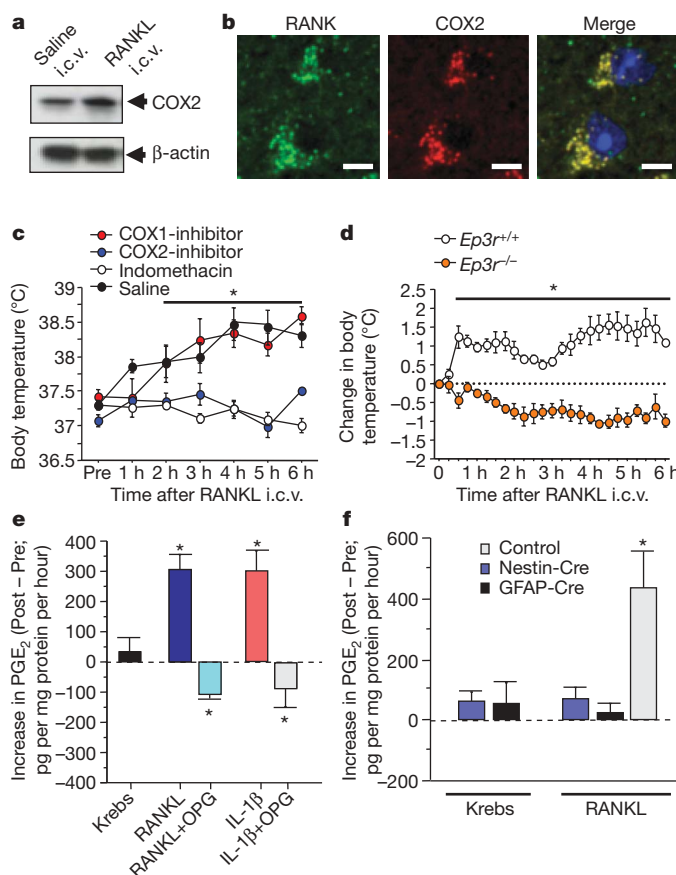 a
Saline
i.c.v.
RANKL
i.c.v.
COX2
β-actin
b
RANK
COX2
Merge
c
COX1-inhibitor
COX2-inhibitor
Indomethacin
Saline
*
Body temperature (°C)
39
38.5
38
37.5
37
36.5
Pre 1 h 2 h 3 h 4 h 5 h 6 h
Time after RANKL i.c.v.
d
Ep3r+/+
Ep3r−/−
*
Change in body
temperature (°C)
2.5
2
1.5
1
0.5
0
−0.5
−1
−1.5
−2
0 1 h 2 h 3 h 4 h 5 h 6 h
Time after RANKL i.c.v.
e
Increase in PGE2 (Post – Pre;
pg per mg protein per hour)
400
300
200
100
0
−100
−200
−300
−400
* *
* *
Krebs
RANKL
RANKL+OPG
IL-1β
IL-1β+OPG
f
Increase in PGE2 (Post – Pre;
pg per mg protein per hour)
600
400
200
0
−200
Control
Nestin-Cre
GFAP-Cre
*
Krebs RANKL